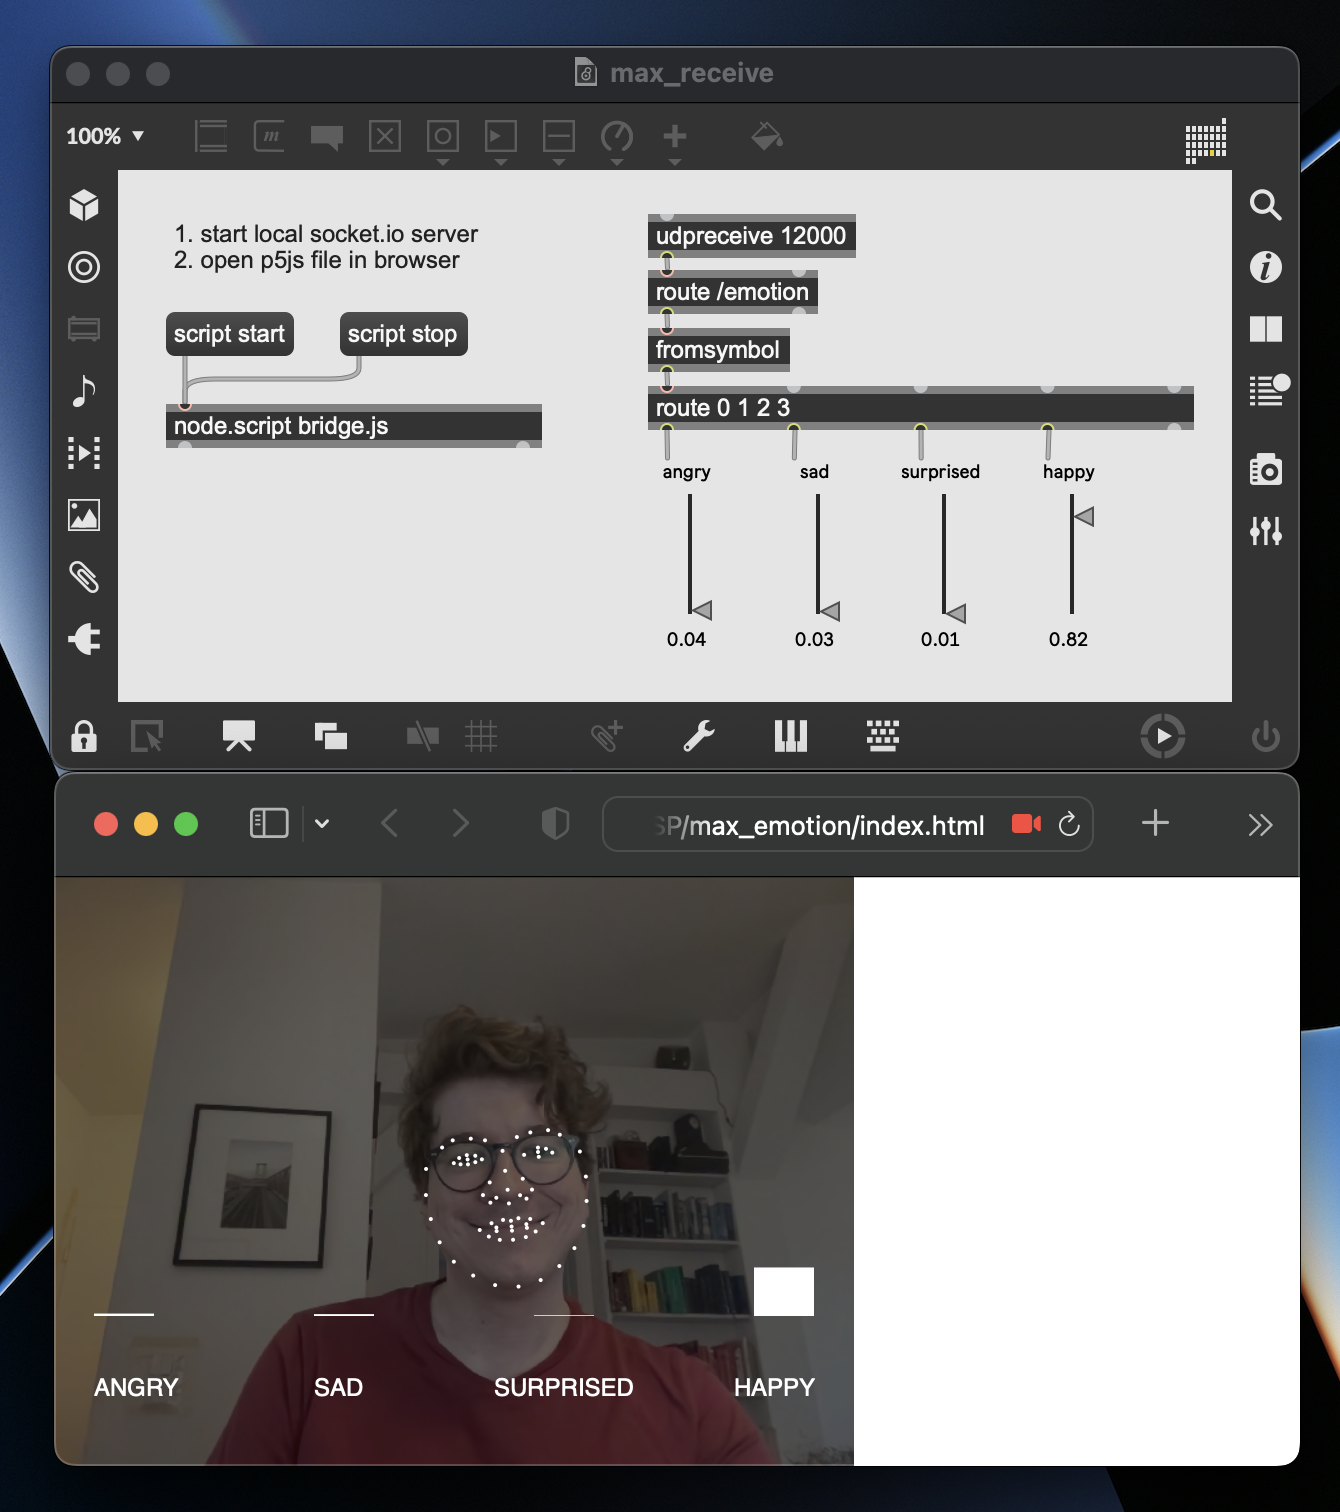 max_receive
100%
1. start local socket.io server
2. open p5js file in browser
script start
script stop
node.script bridge.js
udpreceive 12000
route /emotion
fromsymbol
route 0 1 2 3
angry
sad
surprised
happy
0.04
0.03
0.01
0.82
SP/max_emotion/index.html
ANGRY
SAD
SURPRISED
HAPPY